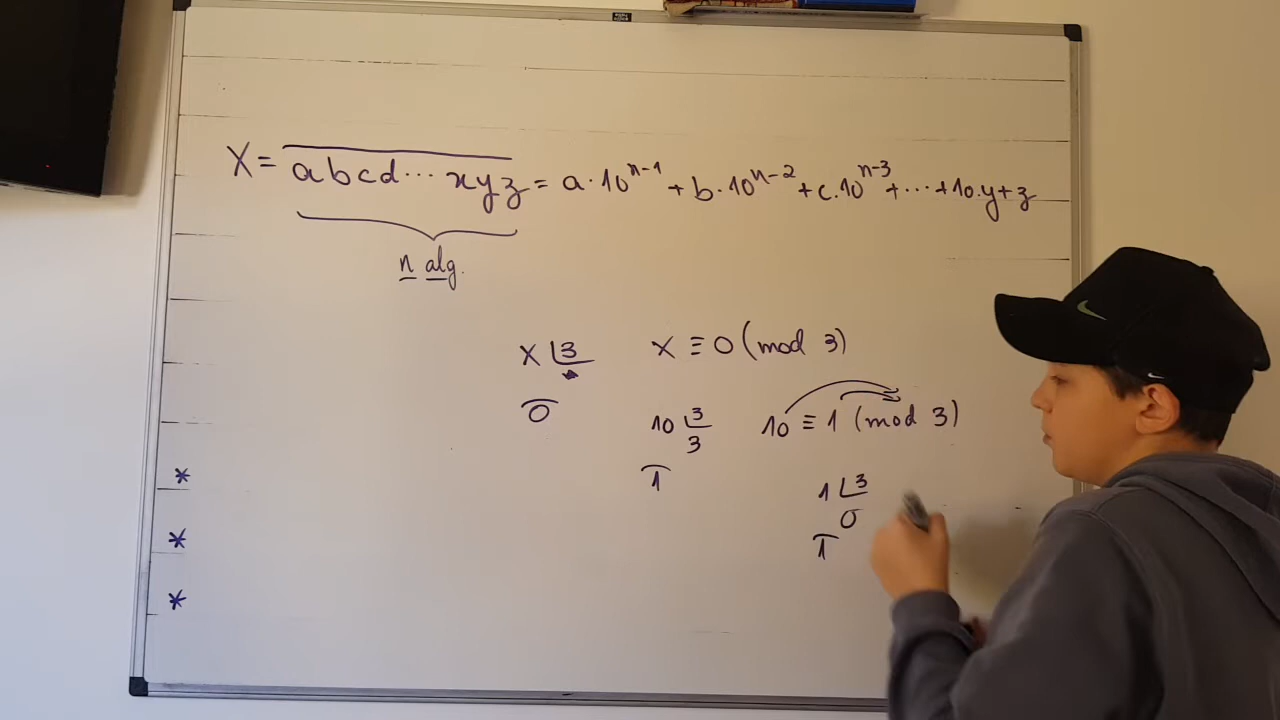 X = abcd...xyz = a·10^n-1 + b·10^n-2 + c.10^n-3 + ... + 10.y+z
n alg.
X 3 X ≡ 0 (mod 3)
0
10 3 10 ≡ 1 (mod 3)
3
1
1 3
0
1
*
*
*